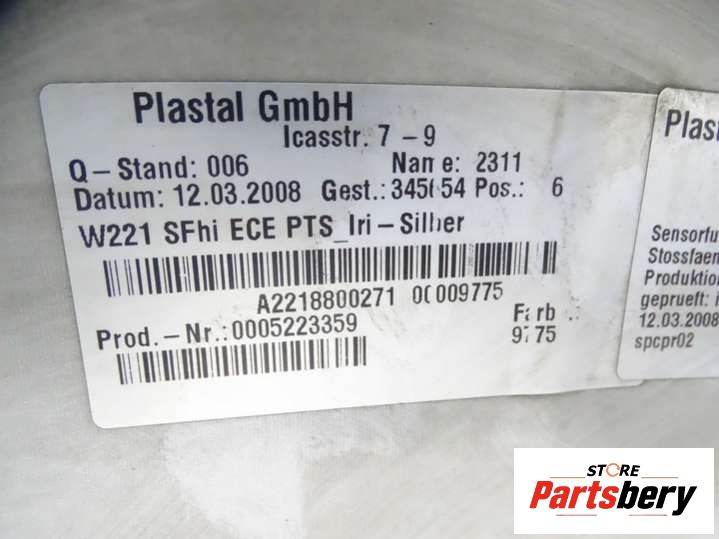 Plastal GmbH
Icasstr. 7 - 9
Q - Stand: 006 Name: 2311
Datum: 12.03.2008 Gest.: 345654 Pos.: 6
W221 SFhi ECE PTS_Iri - Silber
A2218800271 00009775
Prod. - Nr.: 0005223359
Farb .:
9775
Plast
Sensorfu
Stossfaen
Produktion
geprueft:
12.03.2008
spcpr02
STORE
Partsbery